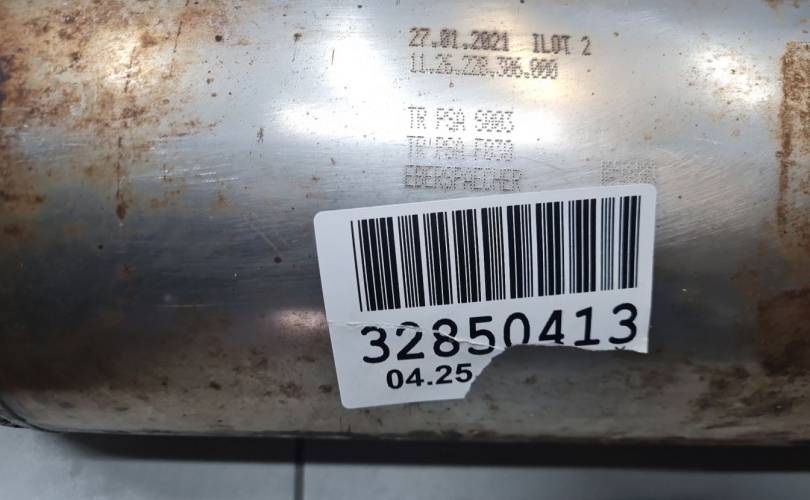 27.01.2021 ILOT 2
11.26.228.306.000
TR PSA S003
TR PSA F030
EBERSPAECHER
32850413
04.25